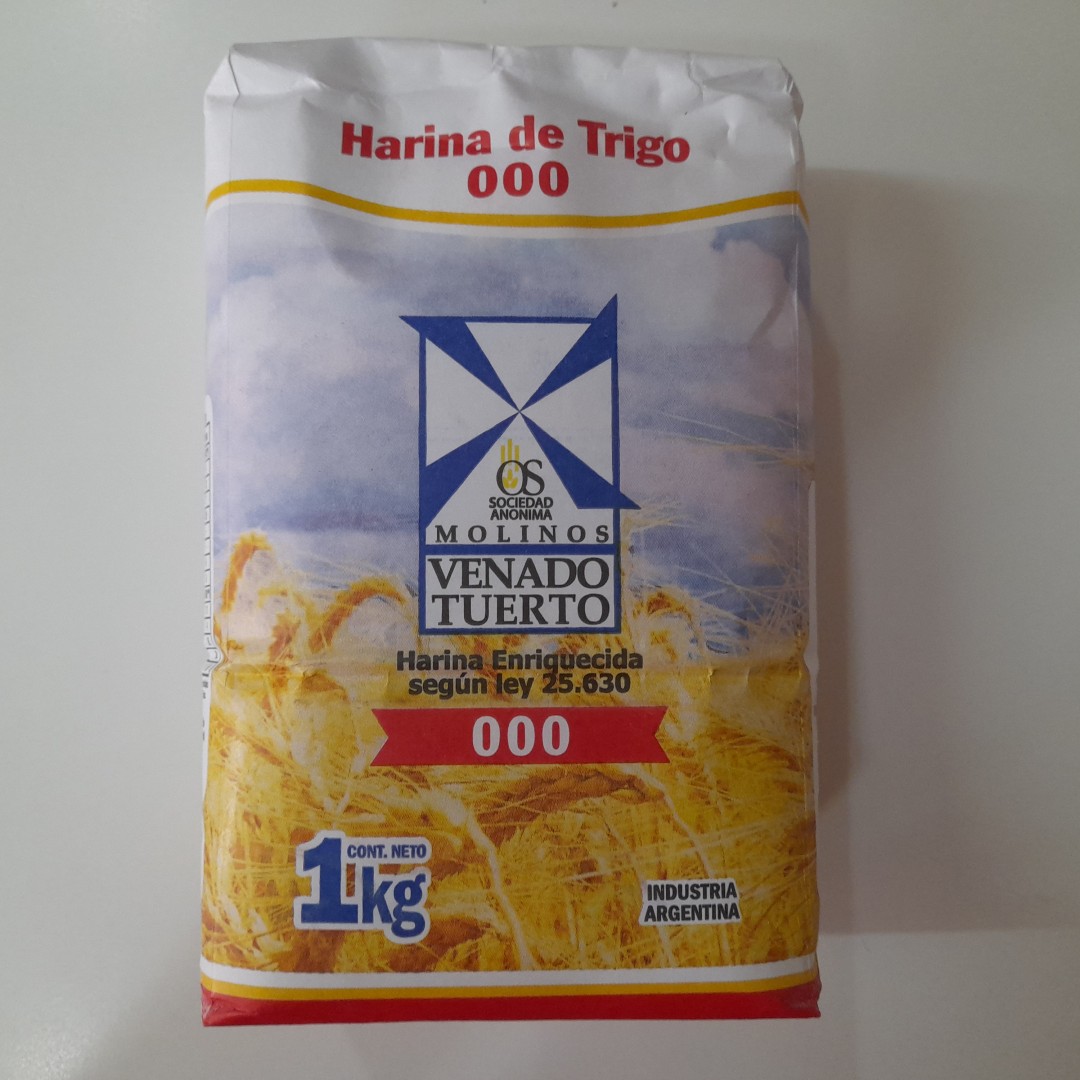 Harina de Trigo
000
OS
SOCIEDAD
ANONIMA
MOLINOS
VENADO
TUERTO
Harina Enriquecida
según ley 25.630
000
CONT. NETO
1kg
INDUSTRIA
ARGENTINA